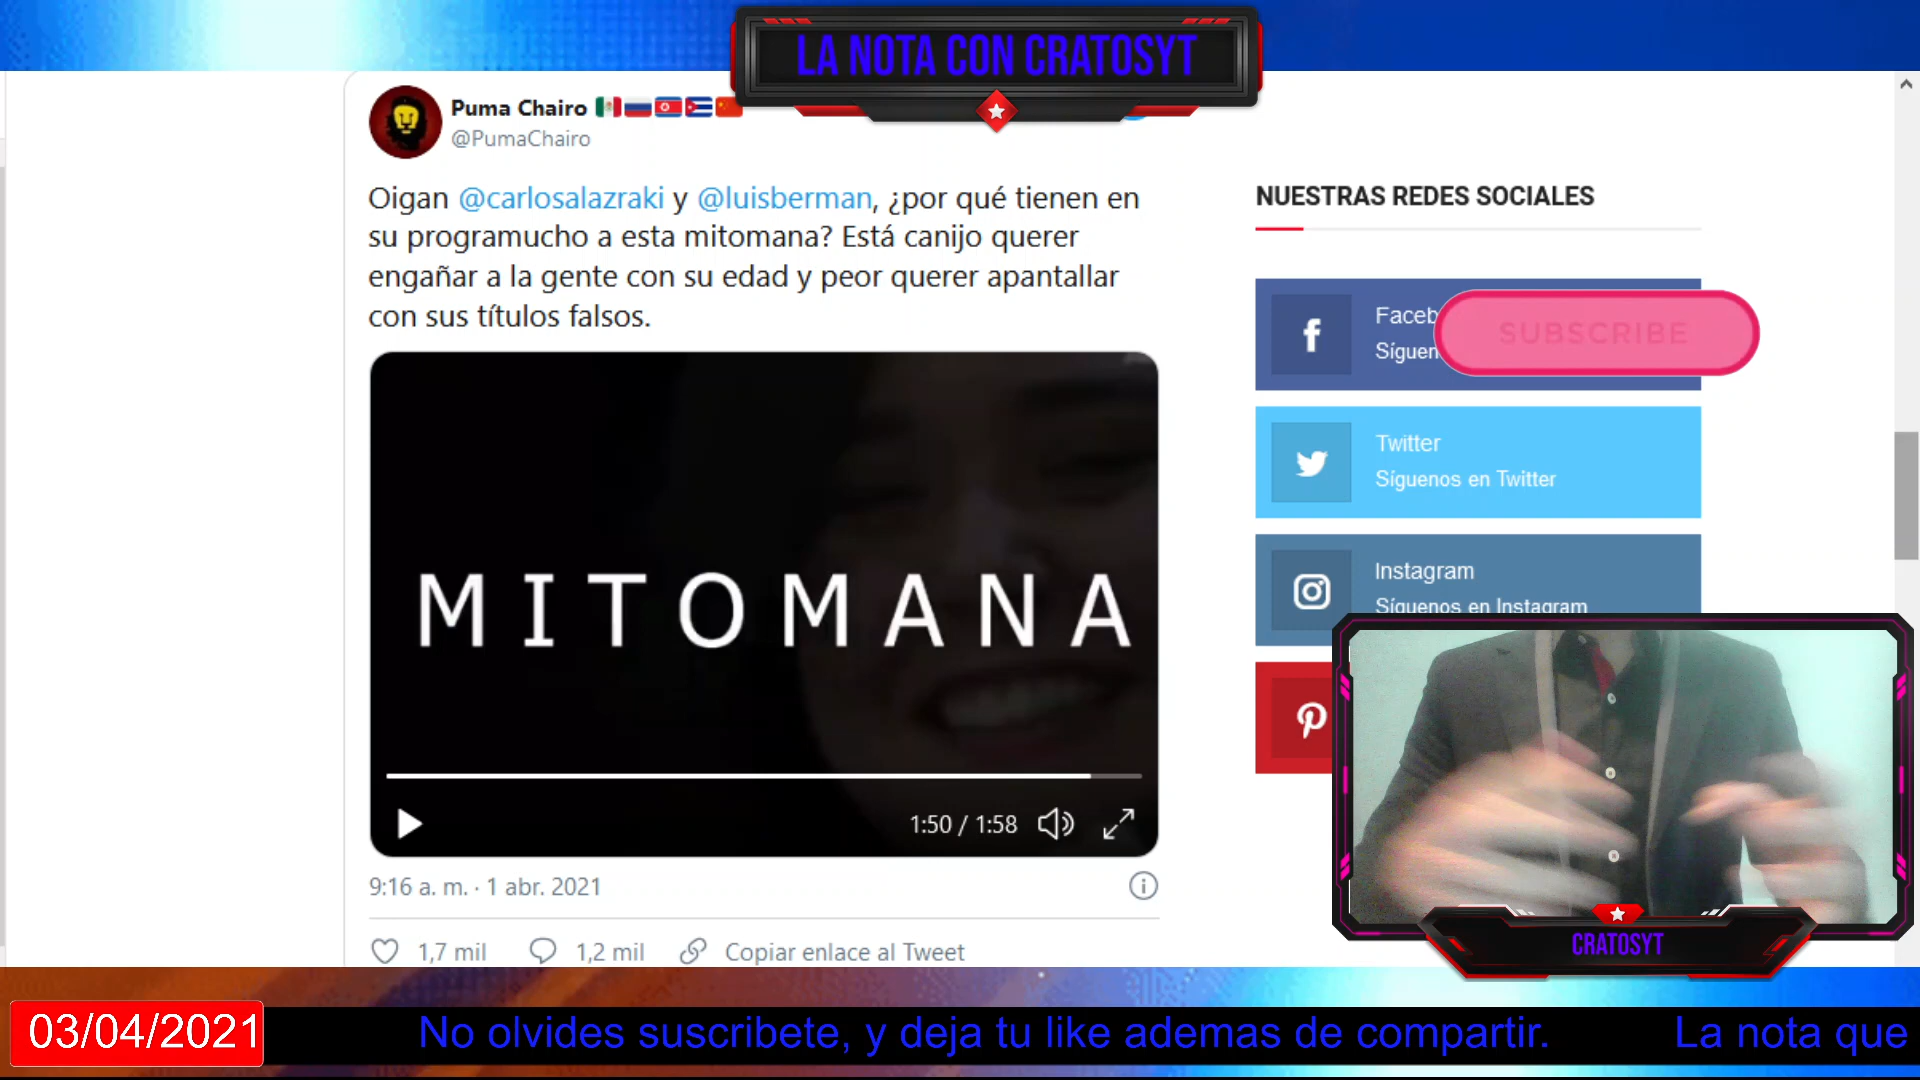 LA NOTA CON CRATOSYT
Puma Chairo
@PumaChairo
Oigan @carlosalazraki y @luisberman, ¿por qué tienen en
su programucho a esta mitomana? Está canijo querer
engañar a la gente con su edad y peor querer apantallar
con sus títulos falsos.
MITOMANA
1:50 / 1:58
9:16 a. m. · 1 abr. 2021
1,7 mil
1,2 mil
Copiar enlace al Tweet
NUESTRAS REDES SOCIALES
Faceb
Síguen
SUBSCRIBE
Twitter
Síguenos en Twitter
Instagram
Síguenos en Instagram
CRATOSYT
03/04/2021
No olvides suscribete, y deja tu like ademas de compartir.
La nota que